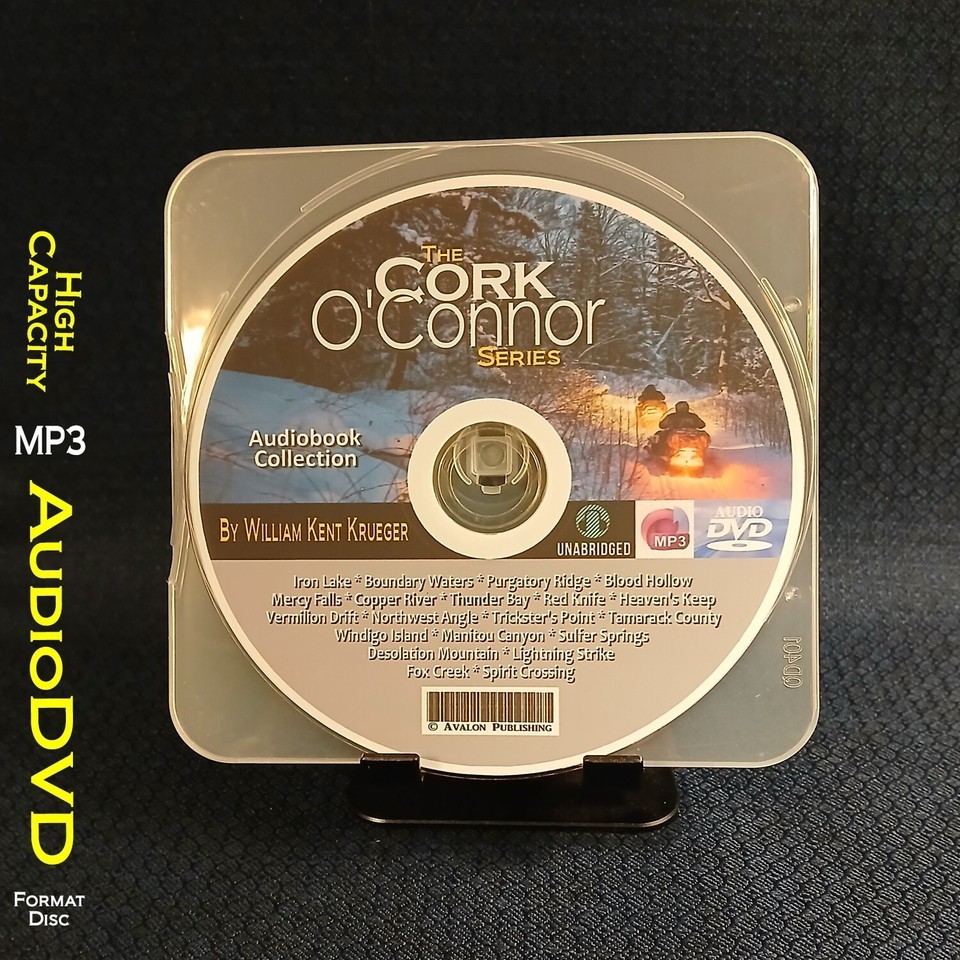 High
Capacity
MP3
AudioDVD
Format
Disc
The
Cork
O'Connor
Series
Audiobook
Collection
By William Kent Krueger
UNABRIDGED
MP3
AUDIO
DVD
Iron Lake * Boundary Waters * Purgatory Ridge * Blood Hollow
Mercy Falls * Copper River * Thunder Bay * Red Knife * Heaven's Keep
Vermilion Drift * Northwest Angle * Trickster's Point * Tamarack County
Windigo Island * Manitou Canyon * Sulfer Springs
Desolation Mountain * Lightning Strike
Fox Creek * Spirit Crossing
© Avalon Publishing